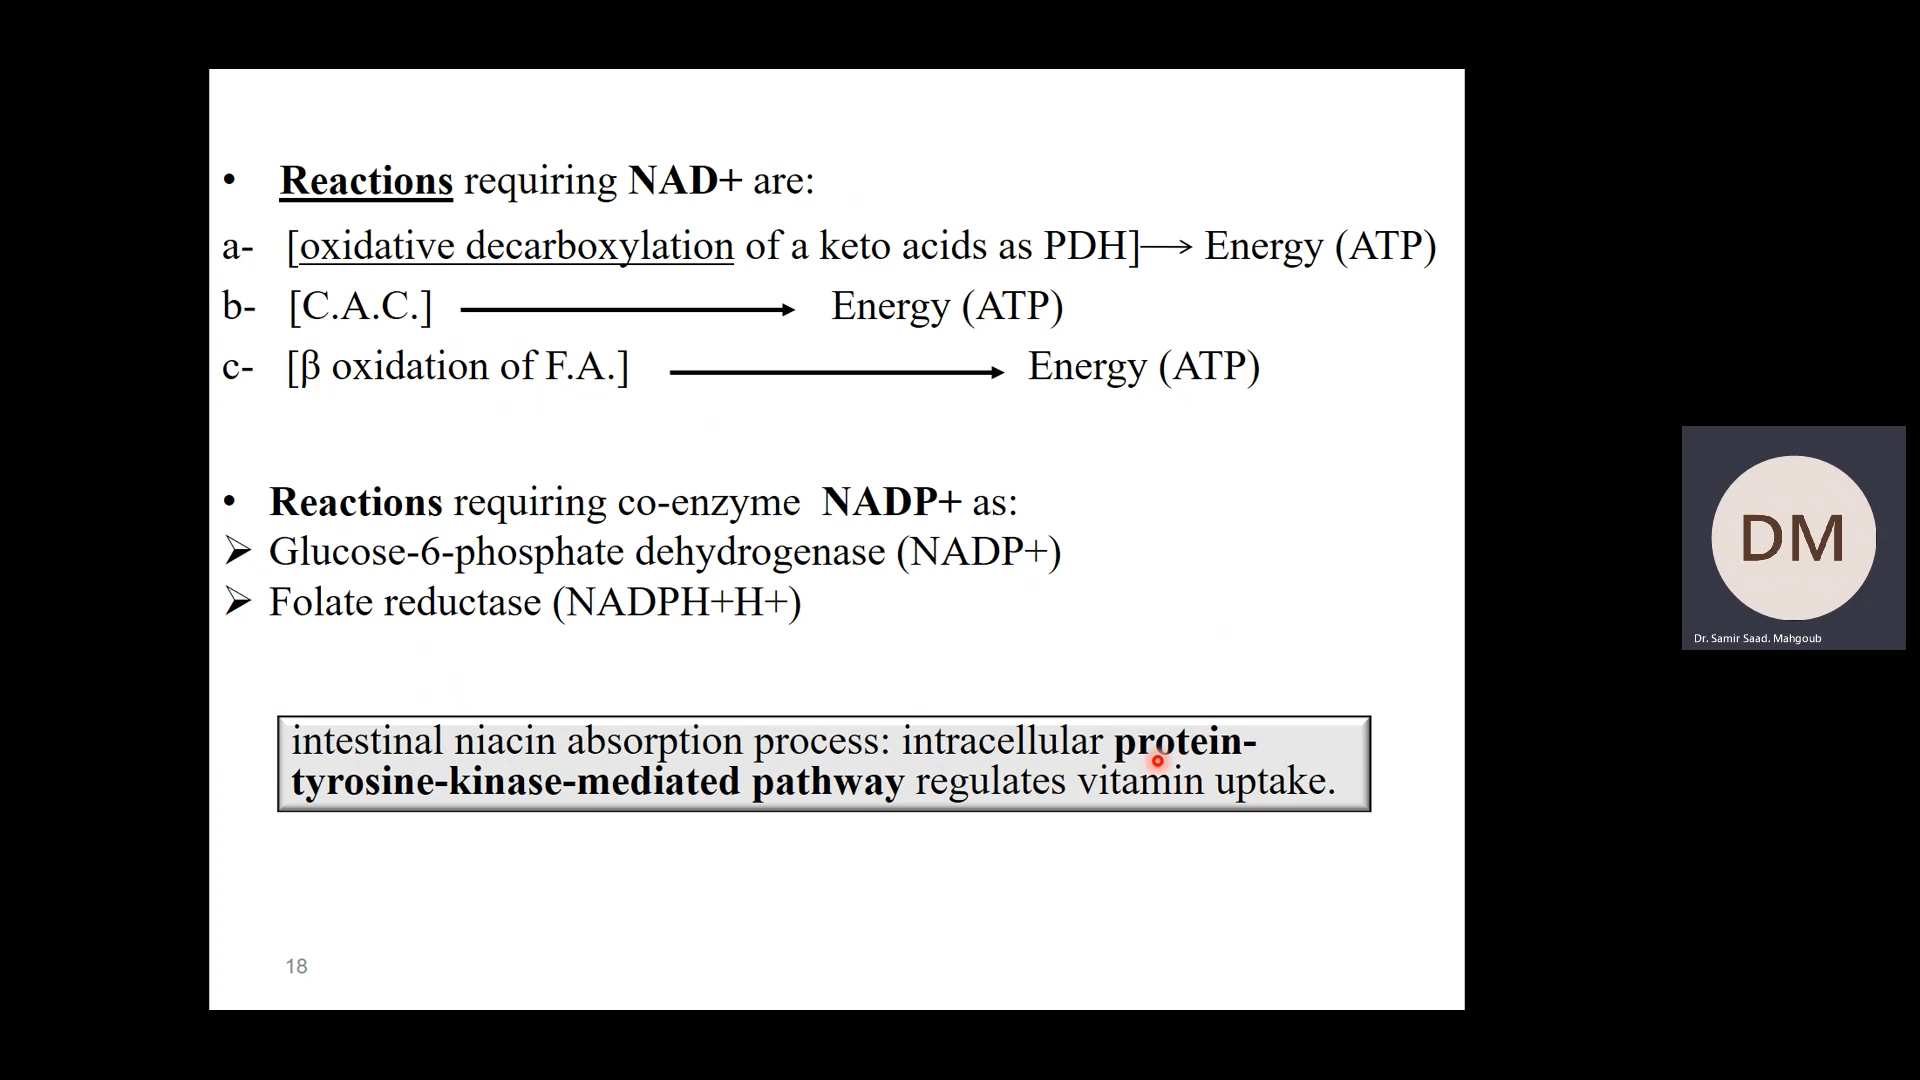 • Reactions requiring NAD+ are:
a- [oxidative decarboxylation of a keto acids as PDH]→ Energy (ATP)
b- [C.A.C.] → Energy (ATP)
c- [β oxidation of F.A.] → Energy (ATP)
• Reactions requiring co-enzyme NADP+ as:
➢ Glucose-6-phosphate dehydrogenase (NADP+)
➢ Folate reductase (NADPH+H+)
intestinal niacin absorption process: intracellular protein-
tyrosine-kinase-mediated pathway regulates vitamin uptake.
18
DM
Dr. Samir Saad. Mahgoub